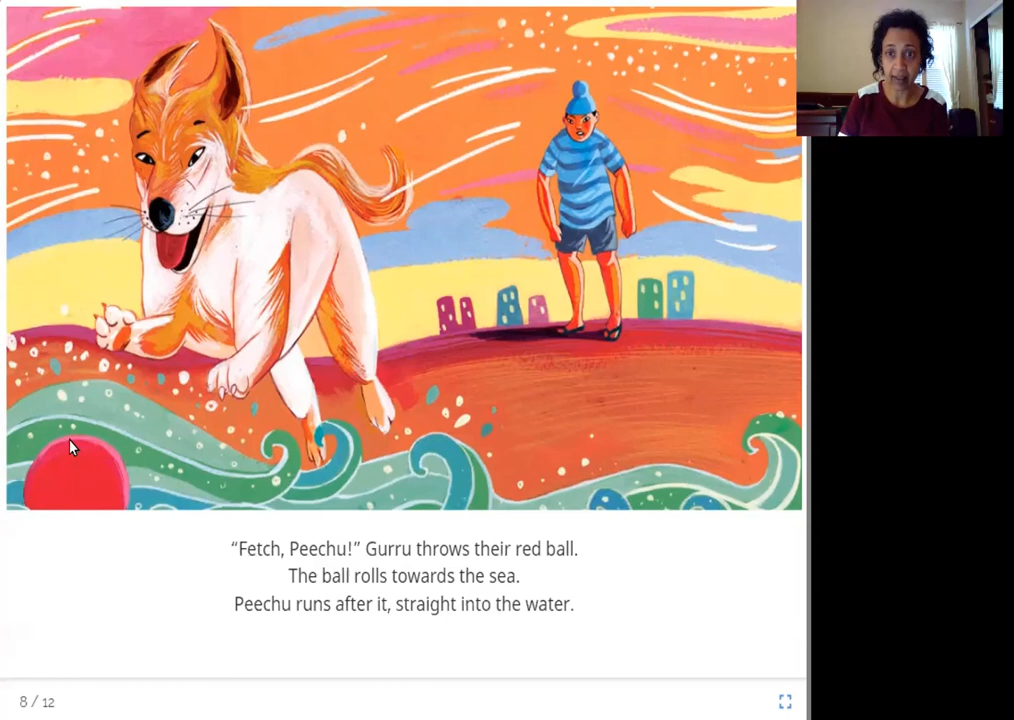 “Fetch, Peechu!” Gurru throws their red ball.
The ball rolls towards the sea.
Peechu runs after it, straight into the water.
8 / 12